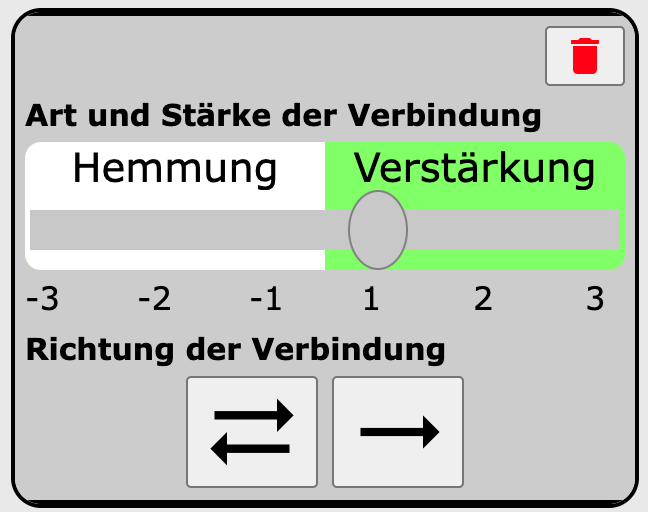 Art und Stärke der Verbindung
Hemmung Verstärkung
-3 -2 -1 1 2 3
Richtung der Verbindung